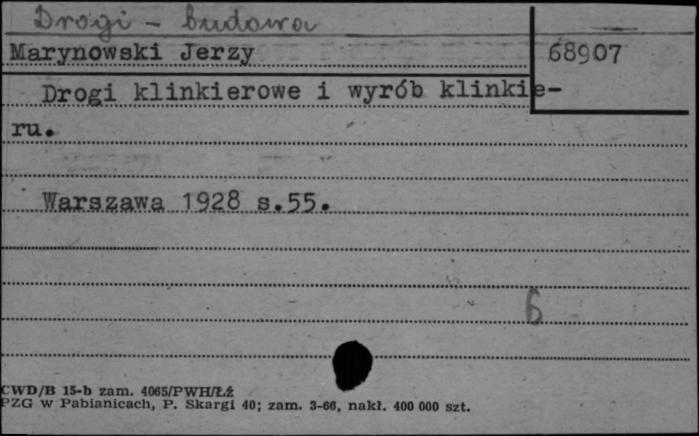 Drogi - budowa
Marynowski Jerzy
68907
Drogi klinkierowe i wyrób klinkie-
ru.
Warszawa 1928 s.55.
6
CWD/B 15-b zam. 4065/PWH/Łź
PZG w Pabianicach, P. Skargi 40; zam. 3-66, nakł. 400 000 szt.